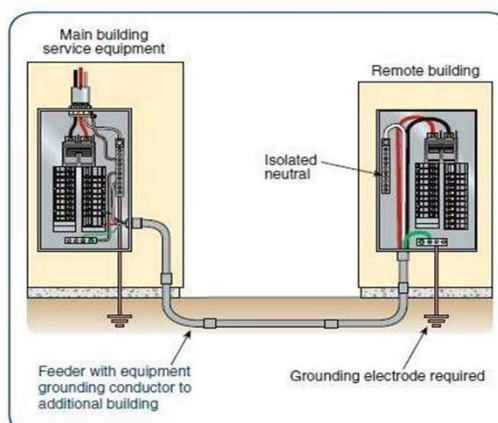 Main building
service equipment
Remote building
Isolated
neutral
Feeder with equipment
grounding conductor to
additional building
Grounding electrode required